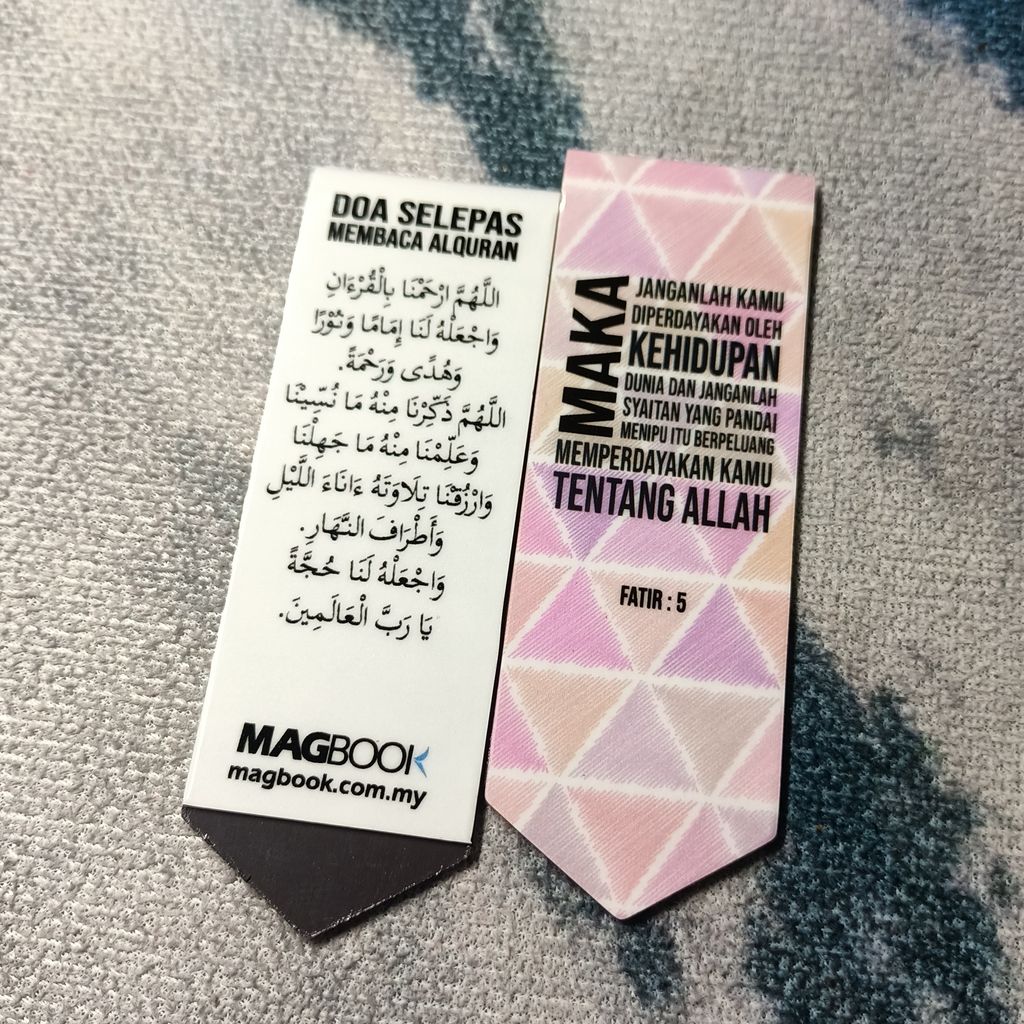 DOA SELEPAS
MEMBACA ALQURAN
اللَّهُمَّ ارْحَمْنَا بِالْقُرْءَانِ
وَاجْعَلْهُ لَنَا إِمَامًا وَنُورًا
وَهُدًى وَرَحْمَةً.
اللَّهُمَّ ذَكِّرْنَا مِنْهُ مَا نُسِّيْنَا
وَعَلِّمْنَا مِنْهُ مَا جَهِلْنَا
وَارْزُقْنَا تِلَاوَتَهُ ءَانَاءَ اللَّيْلِ
وَأَطْرَافَ النَّهَارِ.
وَاجْعَلْهُ لَنَا حُجَّةً
يَا رَبَّ الْعَالَمِينَ.
MAGBOOK
magbook.com.my
MAKA
JANGANLAH KAMU
DIPERDAYAKAN OLEH
KEHIDUPAN
DUNIA DAN JANGANLAH
SYAITAN YANG PANDAI
MENIPU ITU BERPELUANG
MEMPERDAYAKAN KAMU
TENTANG ALLAH
FATIR : 5